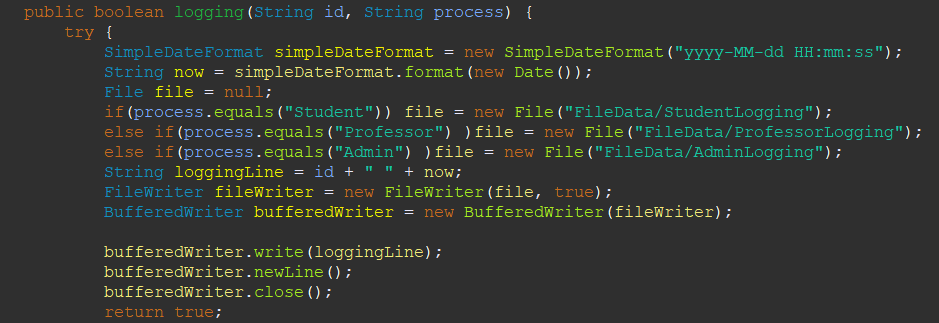 public boolean logging(String id, String process) {
try {
SimpleDateFormat simpleDateFormat = new SimpleDateFormat("yyyy-MM-dd HH:mm:ss");
String now = simpleDateFormat.format(new Date());
File file = null;
if(process.equals("Student")) file = new File("FileData/StudentLogging");
else if(process.equals("Professor") )file = new File("FileData/ProfessorLogging");
else if(process.equals("Admin") )file = new File("FileData/AdminLogging");
String loggingLine = id + " " + now;
FileWriter fileWriter = new FileWriter(file, true);
BufferedWriter bufferedWriter = new BufferedWriter(fileWriter);
bufferedWriter.write(loggingLine);
bufferedWriter.newLine();
bufferedWriter.close();
return true;